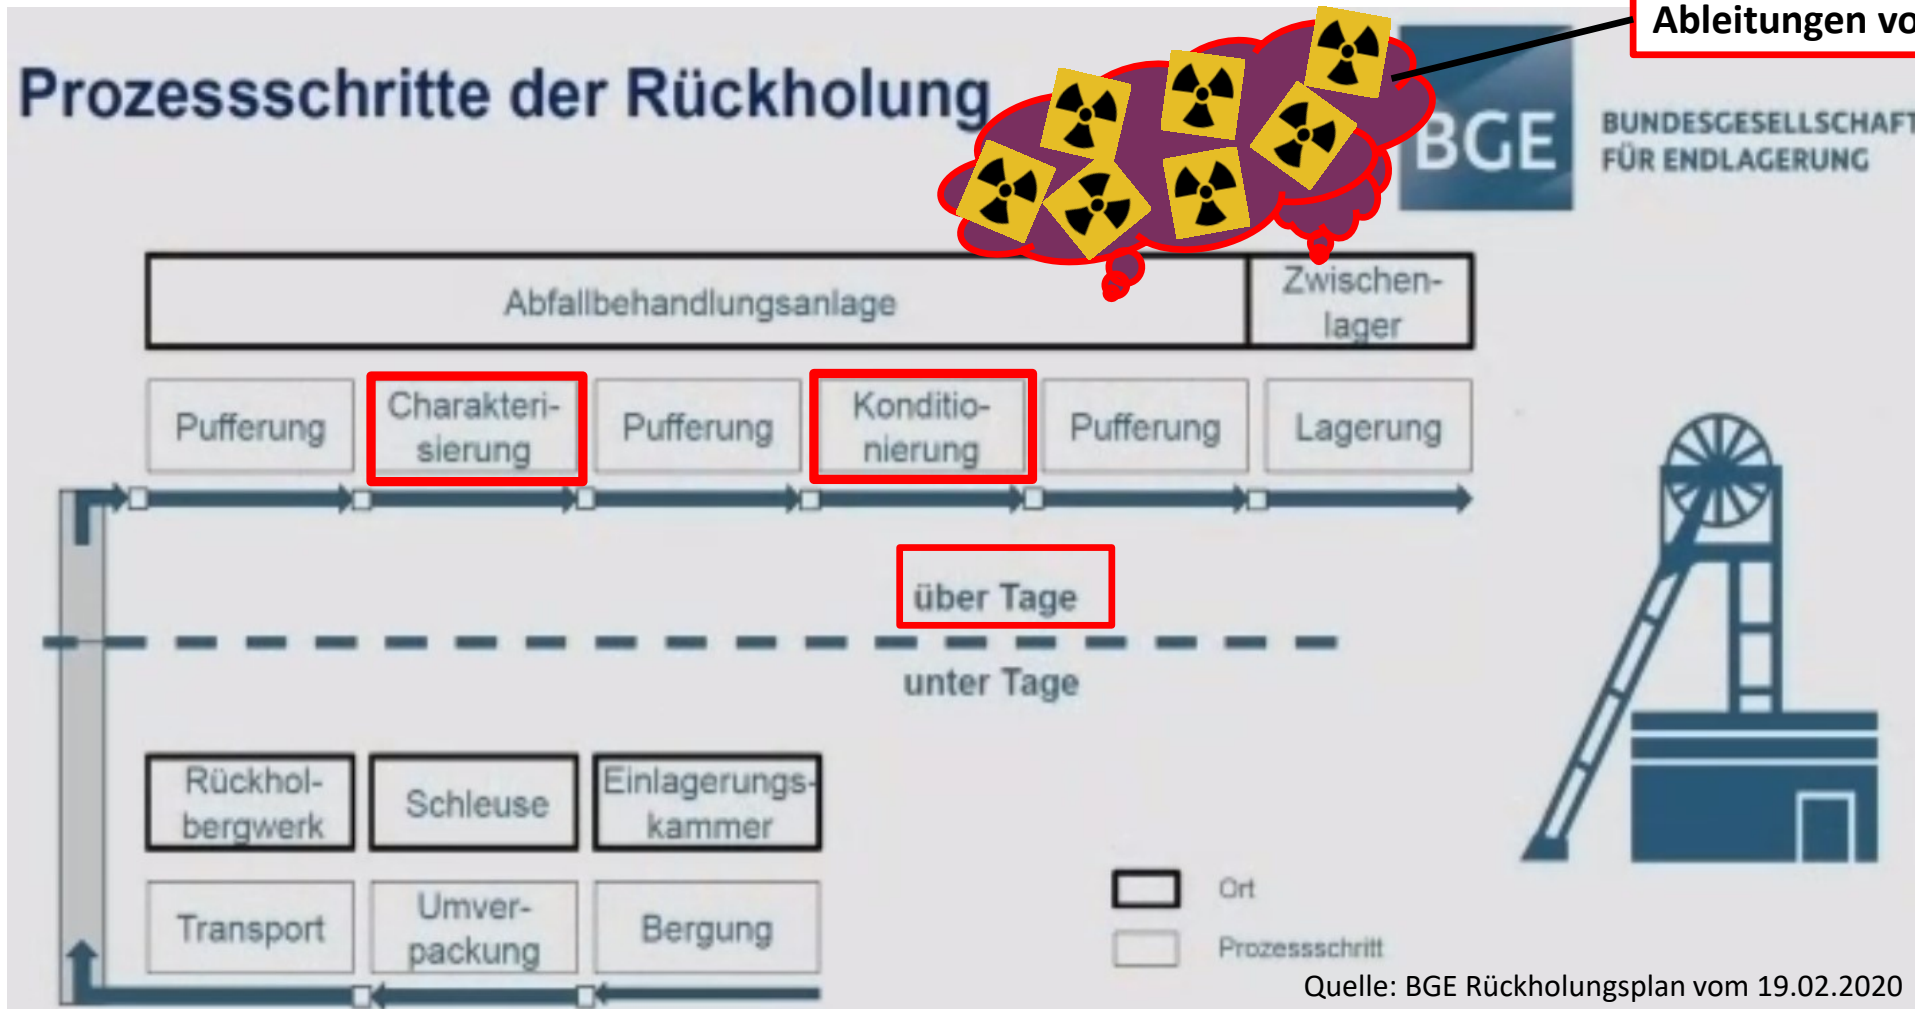 Ableitungen vo
Prozessschritte der Rückholung
BGE
BUNDESGESELLSCHAFT
FÜR ENDLAGERUNG
Abfallbehandlungsanlage
Zwischen-
lager
Pufferung
Charakteri-
sierung
Pufferung
Konditio-
nierung
Pufferung
Lagerung
über Tage
unter Tage
Rückhol-
bergwerk
Schleuse
Einlagerungs-
kammer
Transport
Umver-
packung
Bergung
Ort
Prozessschritt
Quelle: BGE Rückholungsplan vom 19.02.2020